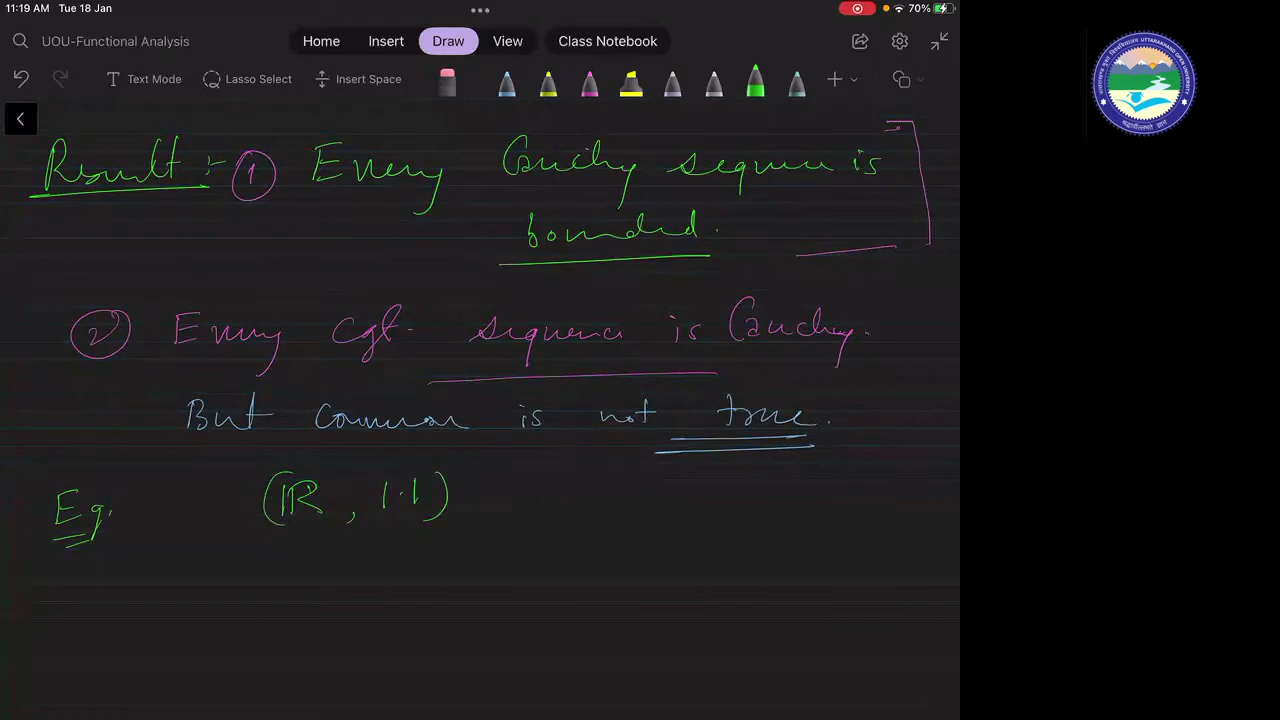 11:19 AM Tue 18 Jan
70%
UOU-Functional Analysis
Home Insert Draw View Class Notebook
Text Mode Lasso Select Insert Space
Result :- ① Every Cauchy sequence is
bounded.
② Every cgt. sequence is Cauchy.
But converse is not true.
Eg. (ℝ, |·|)